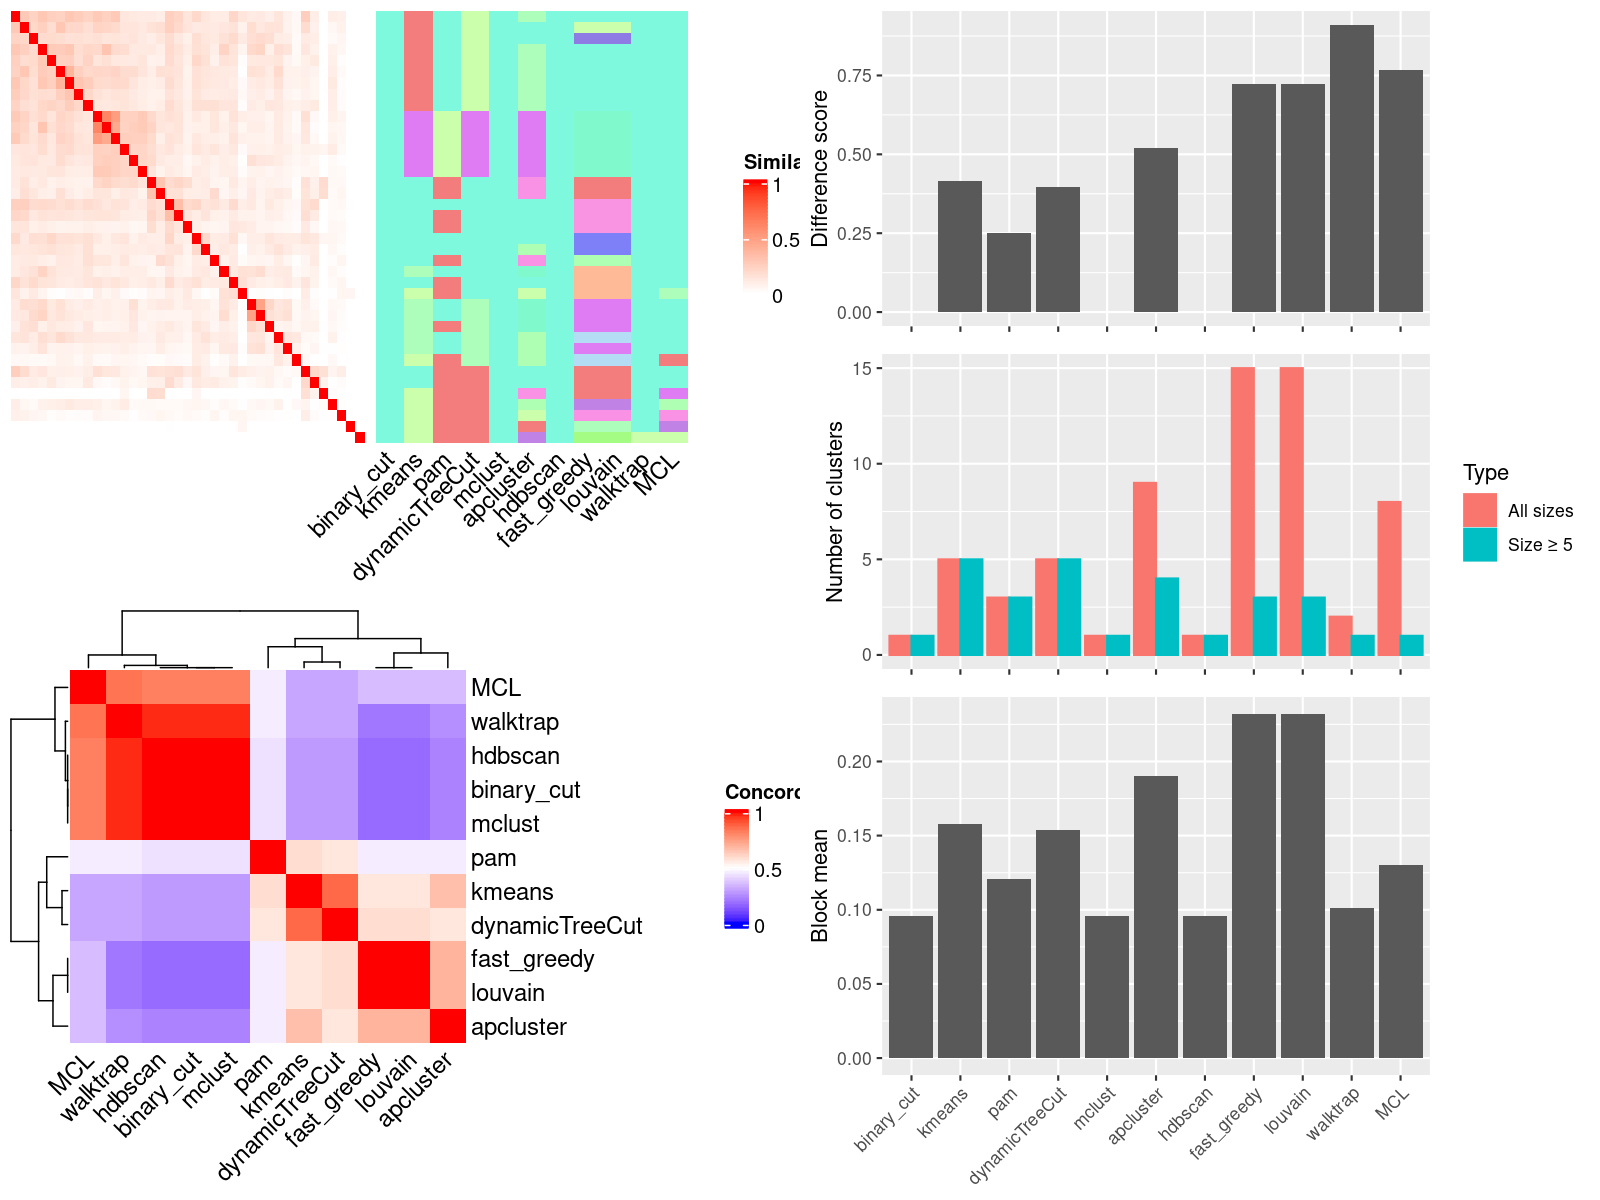 Simila
1
0.5
0
binary_cut
kmeans
pam
dynamicTreeCut
mclust
apcluster
hdbscan
fast_greedy
louvain
walktrap
MCL
Difference score
0.75
0.50
0.25
0.00
Number of clusters
15
10
5
0
Type
All sizes
Size ≥ 5
MCL
walktrap
hdbscan
binary_cut
mclust
pam
kmeans
dynamicTreeCut
fast_greedy
louvain
apcluster
MCL
walktrap
hdbscan
binary_cut
mclust
pam
kmeans
dynamicTreeCut
fast_greedy
louvain
apcluster
Concord
1
0.5
0
Block mean
0.20
0.15
0.10
0.05
0.00
binary_cut
kmeans
pam
dynamicTreeCut
mclust
apcluster
hdbscan
fast_greedy
louvain
walktrap
MCL